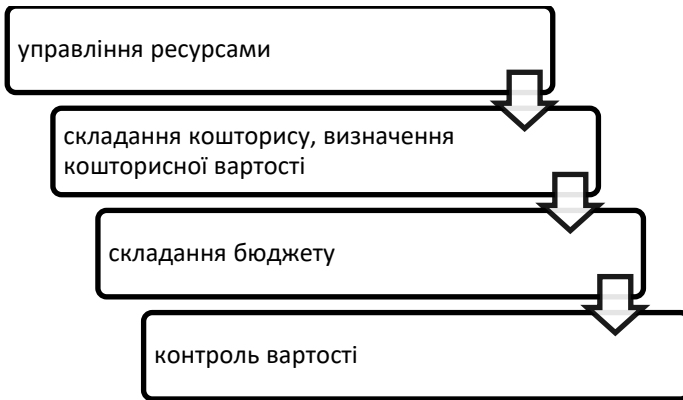 управління ресурсами
складання кошторису, визначення
кошторисної вартості
складання бюджету
контроль вартості